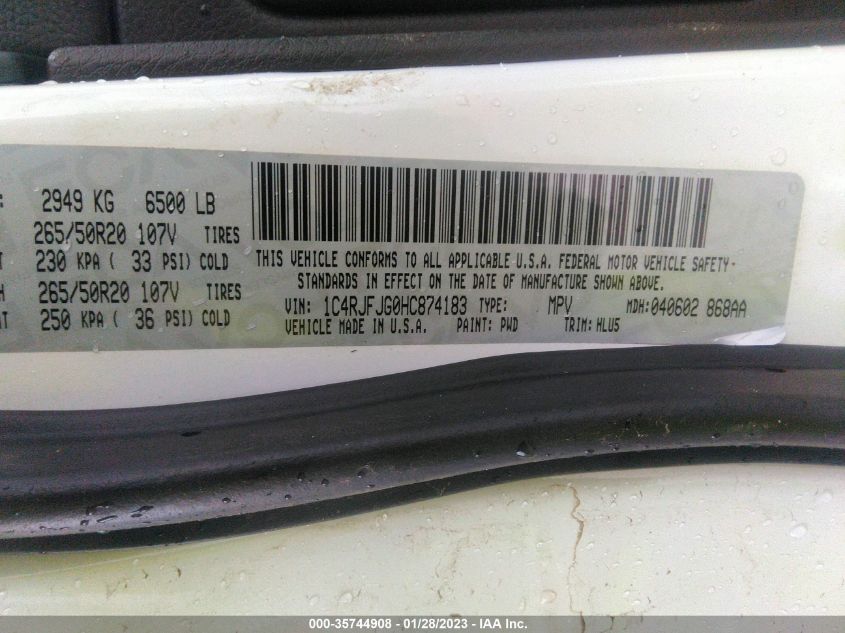 : 2949 KG 6500 LB
265/50R20 107V TIRES
T 230 KPA ( 33 PSI) COLD
H 265/50R20 107V TIRES
NT 250 KPA ( 36 PSI) COLD
THIS VEHICLE CONFORMS TO ALL APPLICABLE U.S.A. FEDERAL MOTOR VEHICLE SAFETY-
STANDARDS IN EFFECT ON THE DATE OF MANUFACTURE SHOWN ABOVE.
VIN: 1C4RJFJG0HC874183 TYPE: MPV MDH: 040602 868AA
VEHICLE MADE IN U.S.A. PAINT: PWD TRIM: HLU5
000-35744908 - 01/28/2023 - IAA Inc.